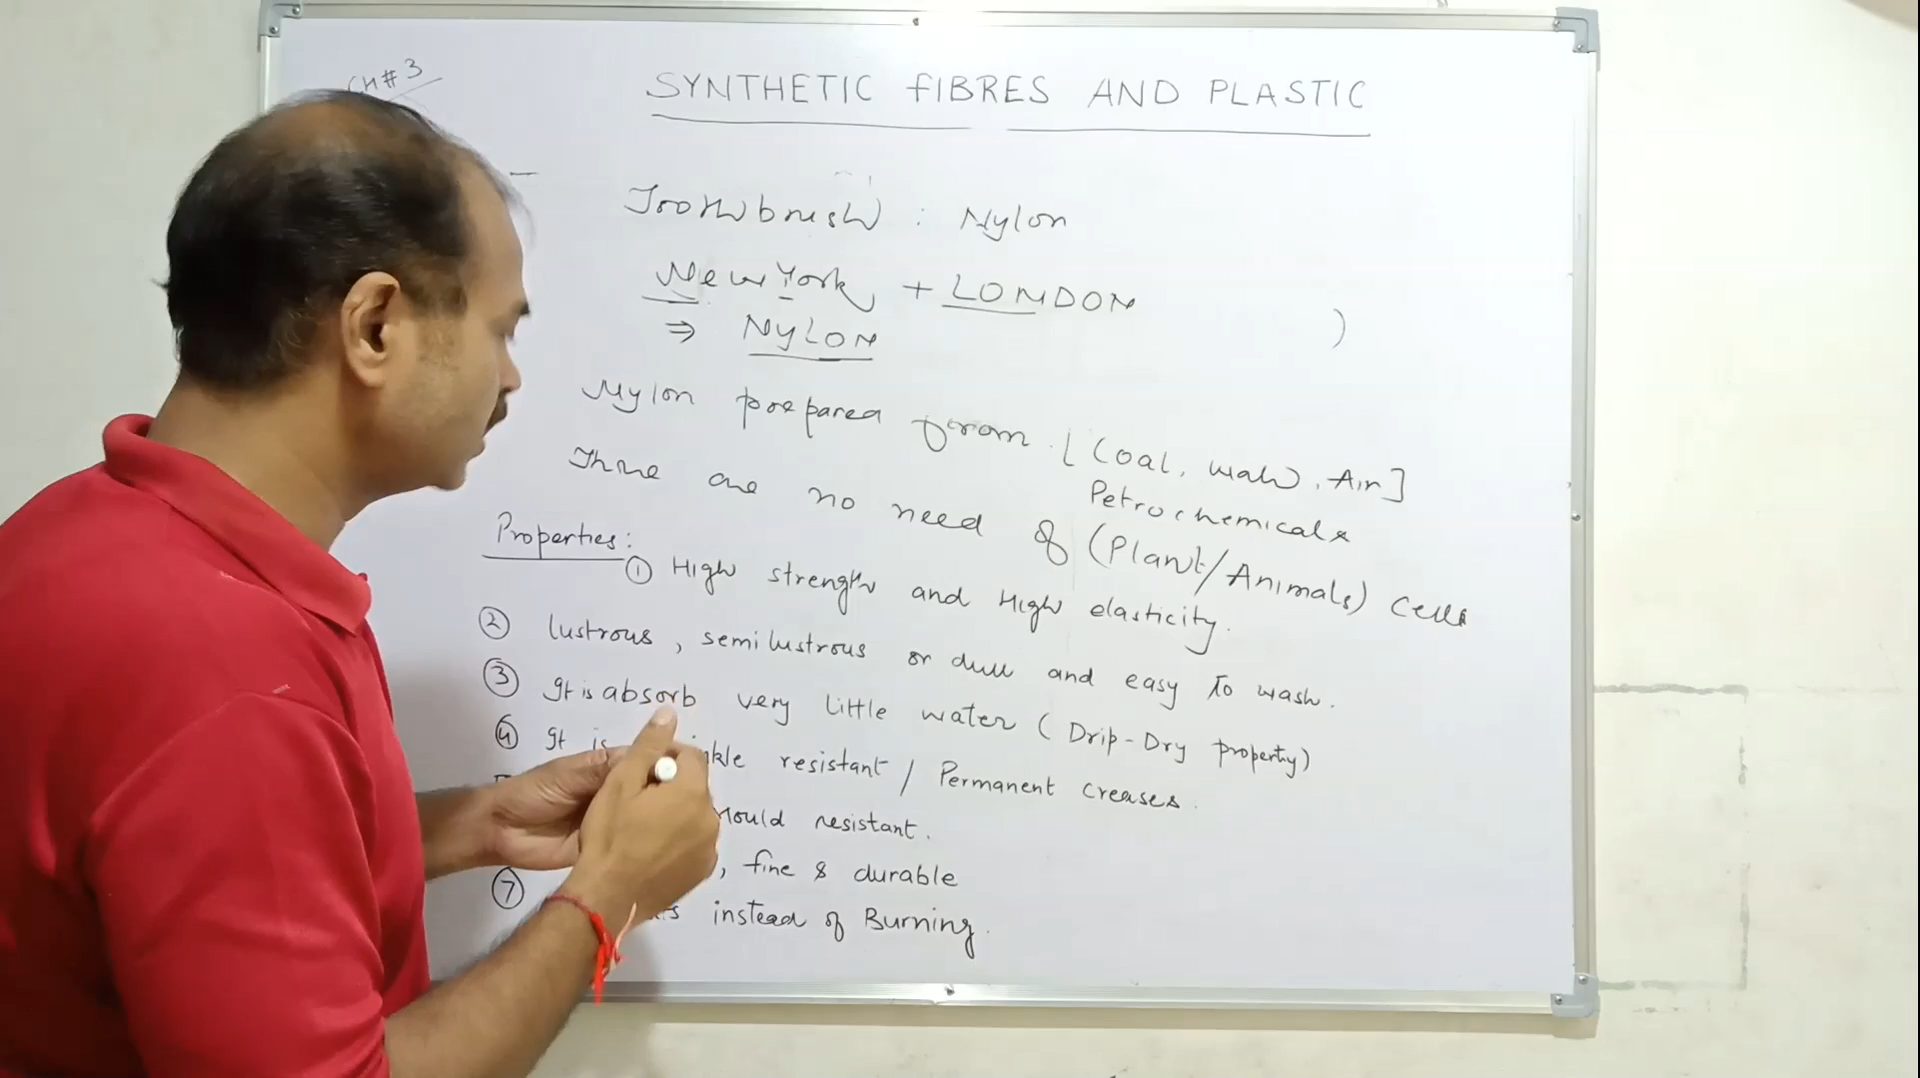 CH#3
SYNTHETIC FIBRES AND PLASTIC
Toothbrush : Nylon
New York + LONDON
⇒ NYLON
Nylon prepared from [Coal, water, Air]
Petrochemicals
There are no need of (Plant/Animals) cells
Properties:
① High strength and High elasticity.
② lustrous, semilustrous or dull and easy to wash.
③ It is absorb very little water (Drip-Dry property)
④ It is resistant / Permanent creases.
Mould resistant.
, fine & durable
⑦ instead of Burning.